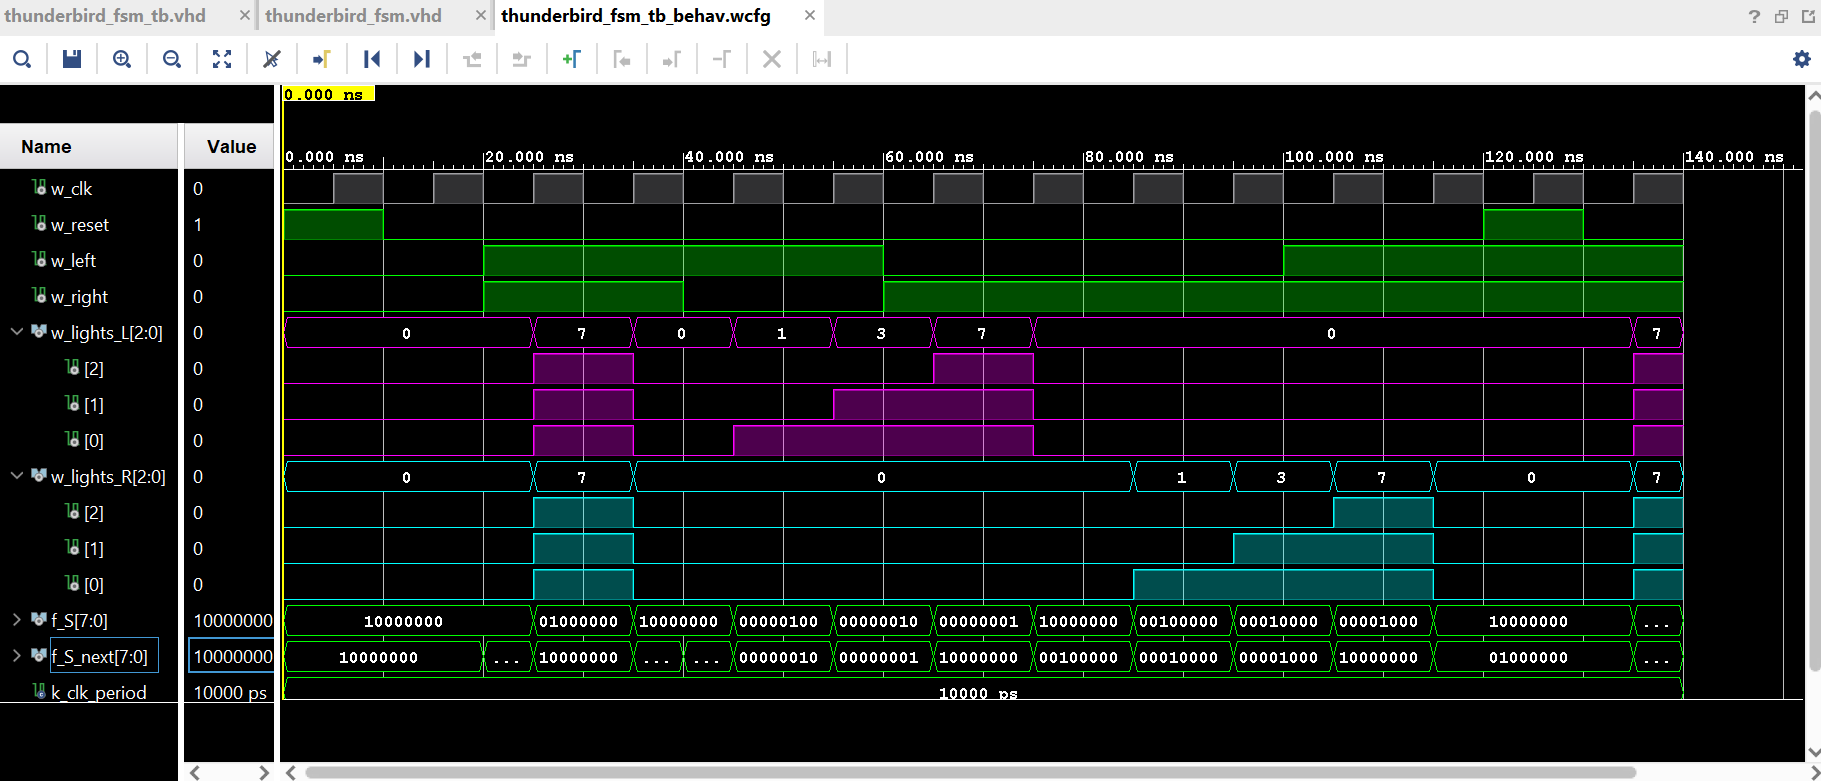 thunderbird_fsm_tb.vhd × thunderbird_fsm.vhd × thunderbird_fsm_tb_behav.wcfg ×
0.000 ns
Name Value 0.000 ns 20.000 ns 40.000 ns 60.000 ns 80.000 ns 100.000 ns 120.000 ns 140.000 ns
w_clk 0
w_reset 1
w_left 0
w_right 0
w_lights_L[2:0] 0 0 7 0 1 3 7 0 7
[2] 0
[1] 0
[0] 0
w_lights_R[2:0] 0 0 7 0 1 3 7 0 7
[2] 0
[1] 0
[0] 0
f_S[7:0] 10000000 10000000 01000000 10000000 00000100 00000010 00000001 10000000 00100000 00010000 00001000 10000000 ...
f_S_next[7:0] 10000000 10000000 ... 10000000 ... ... 00000010 00000001 10000000 00100000 00010000 00001000 10000000 01000000 ...
k_clk_period 10000 ps 10000 ps